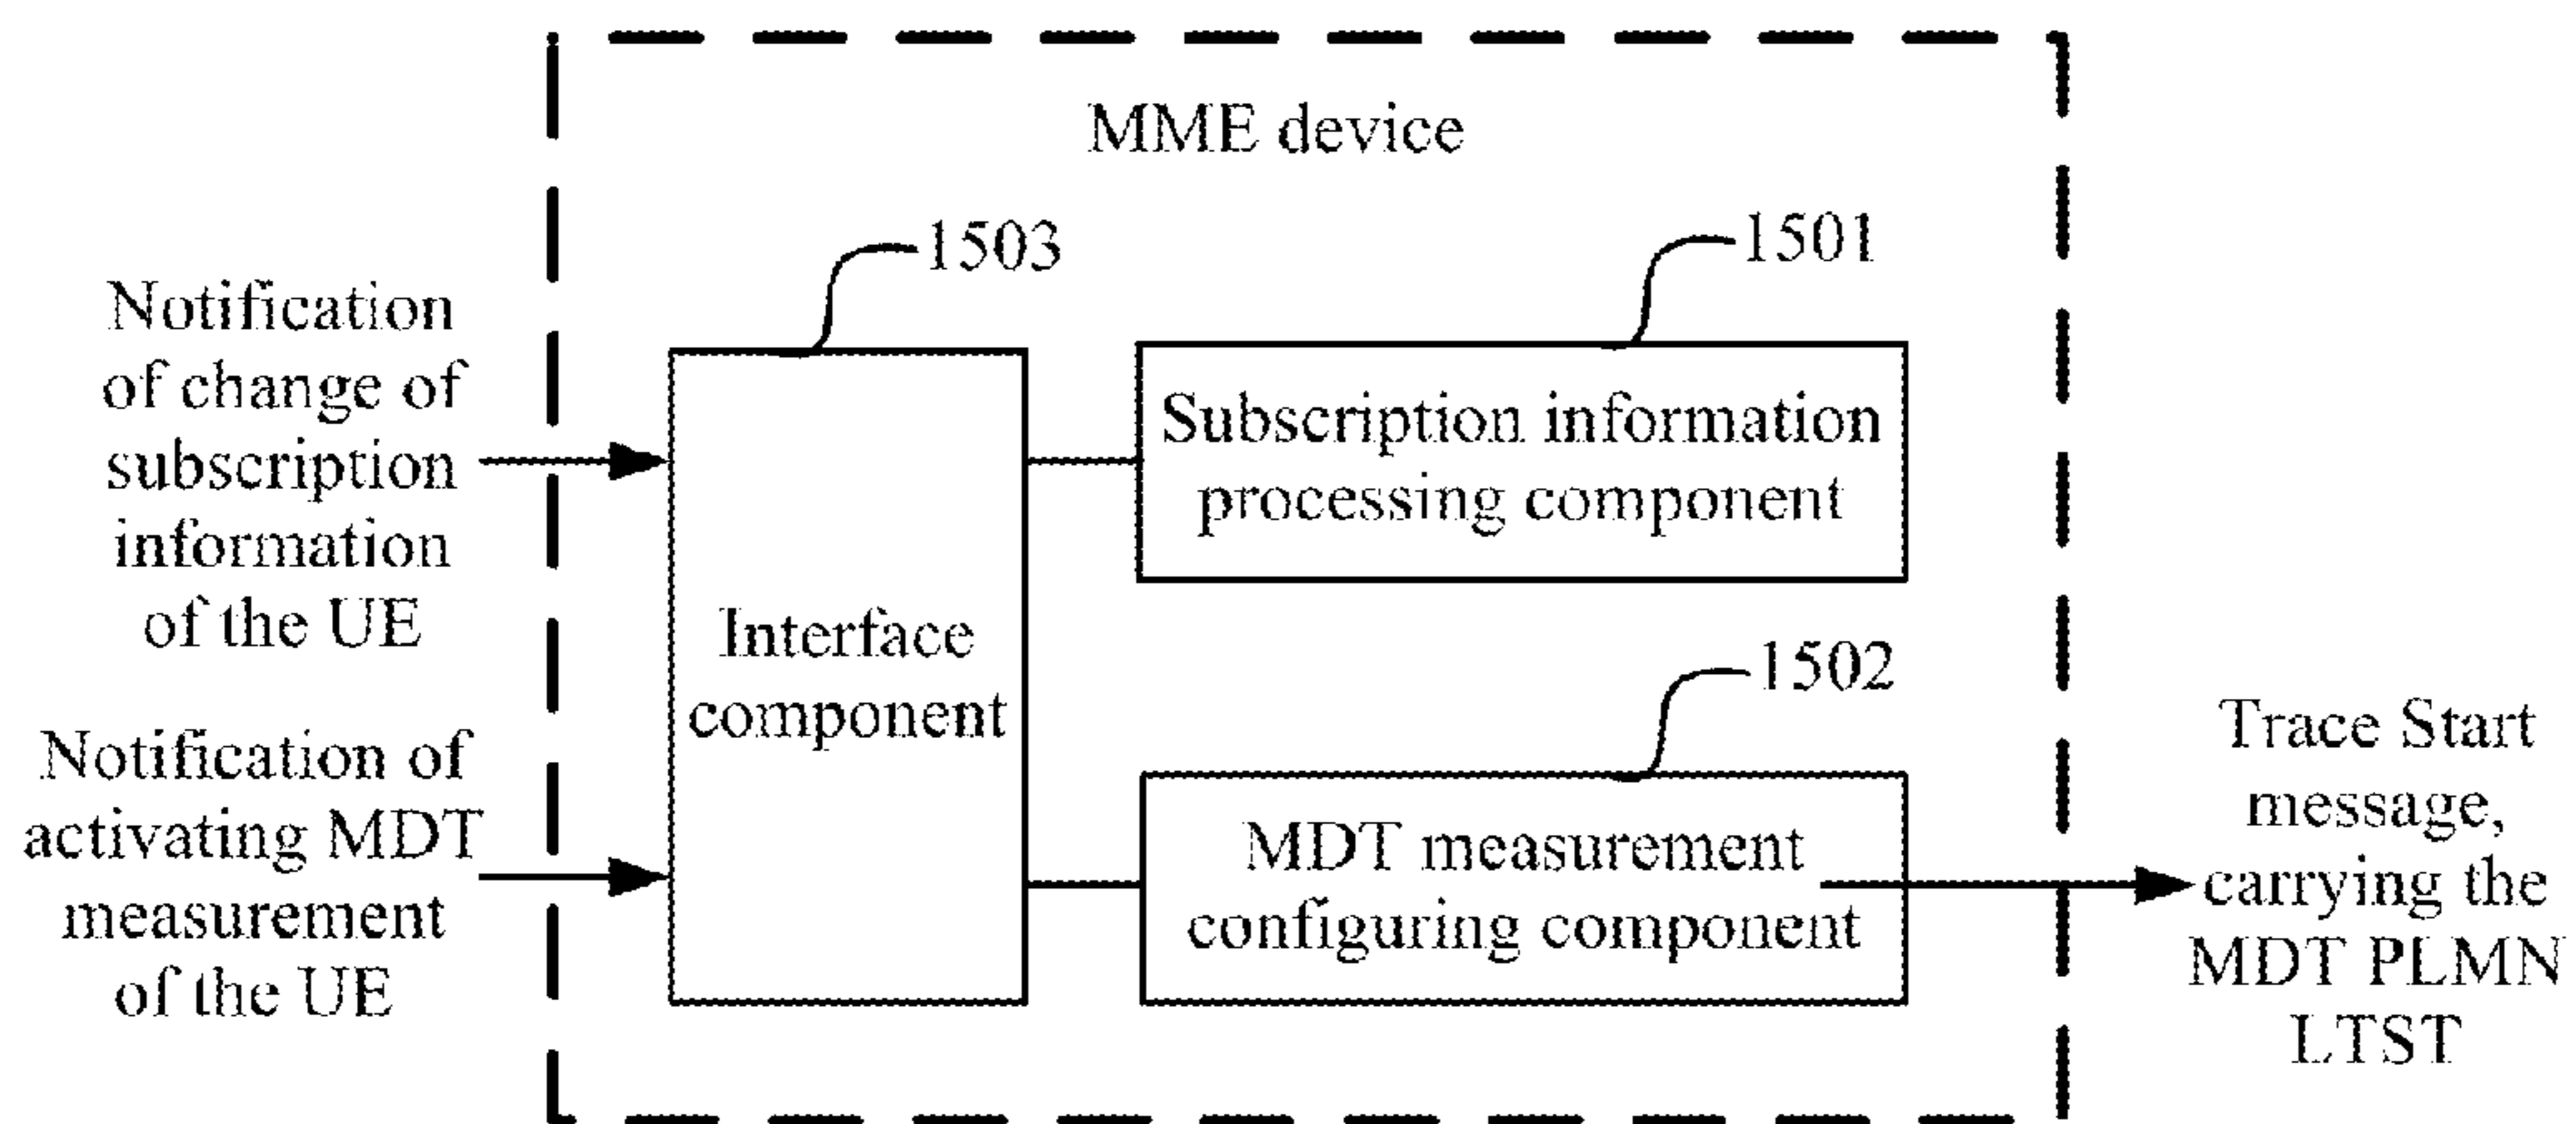 MME device
1503
1501
Notification
of change of
subscription
information
of the UE
Subscription information
processing component
Interface
component
1502
Notification of
activating MDT
measurement
of the UE
MDT measurement
configuring component
Trace Start
message,
carrying the
MDT PLMN
LTST